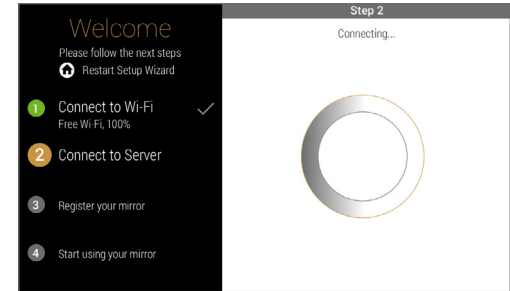 Welcome
Please follow the next steps
Restart Setup Wizard
1 Connect to Wi-Fi
Free Wi-Fi, 100%
2 Connect to Server
3 Register your mirror
4 Start using your mirror
Step 2
Connecting...